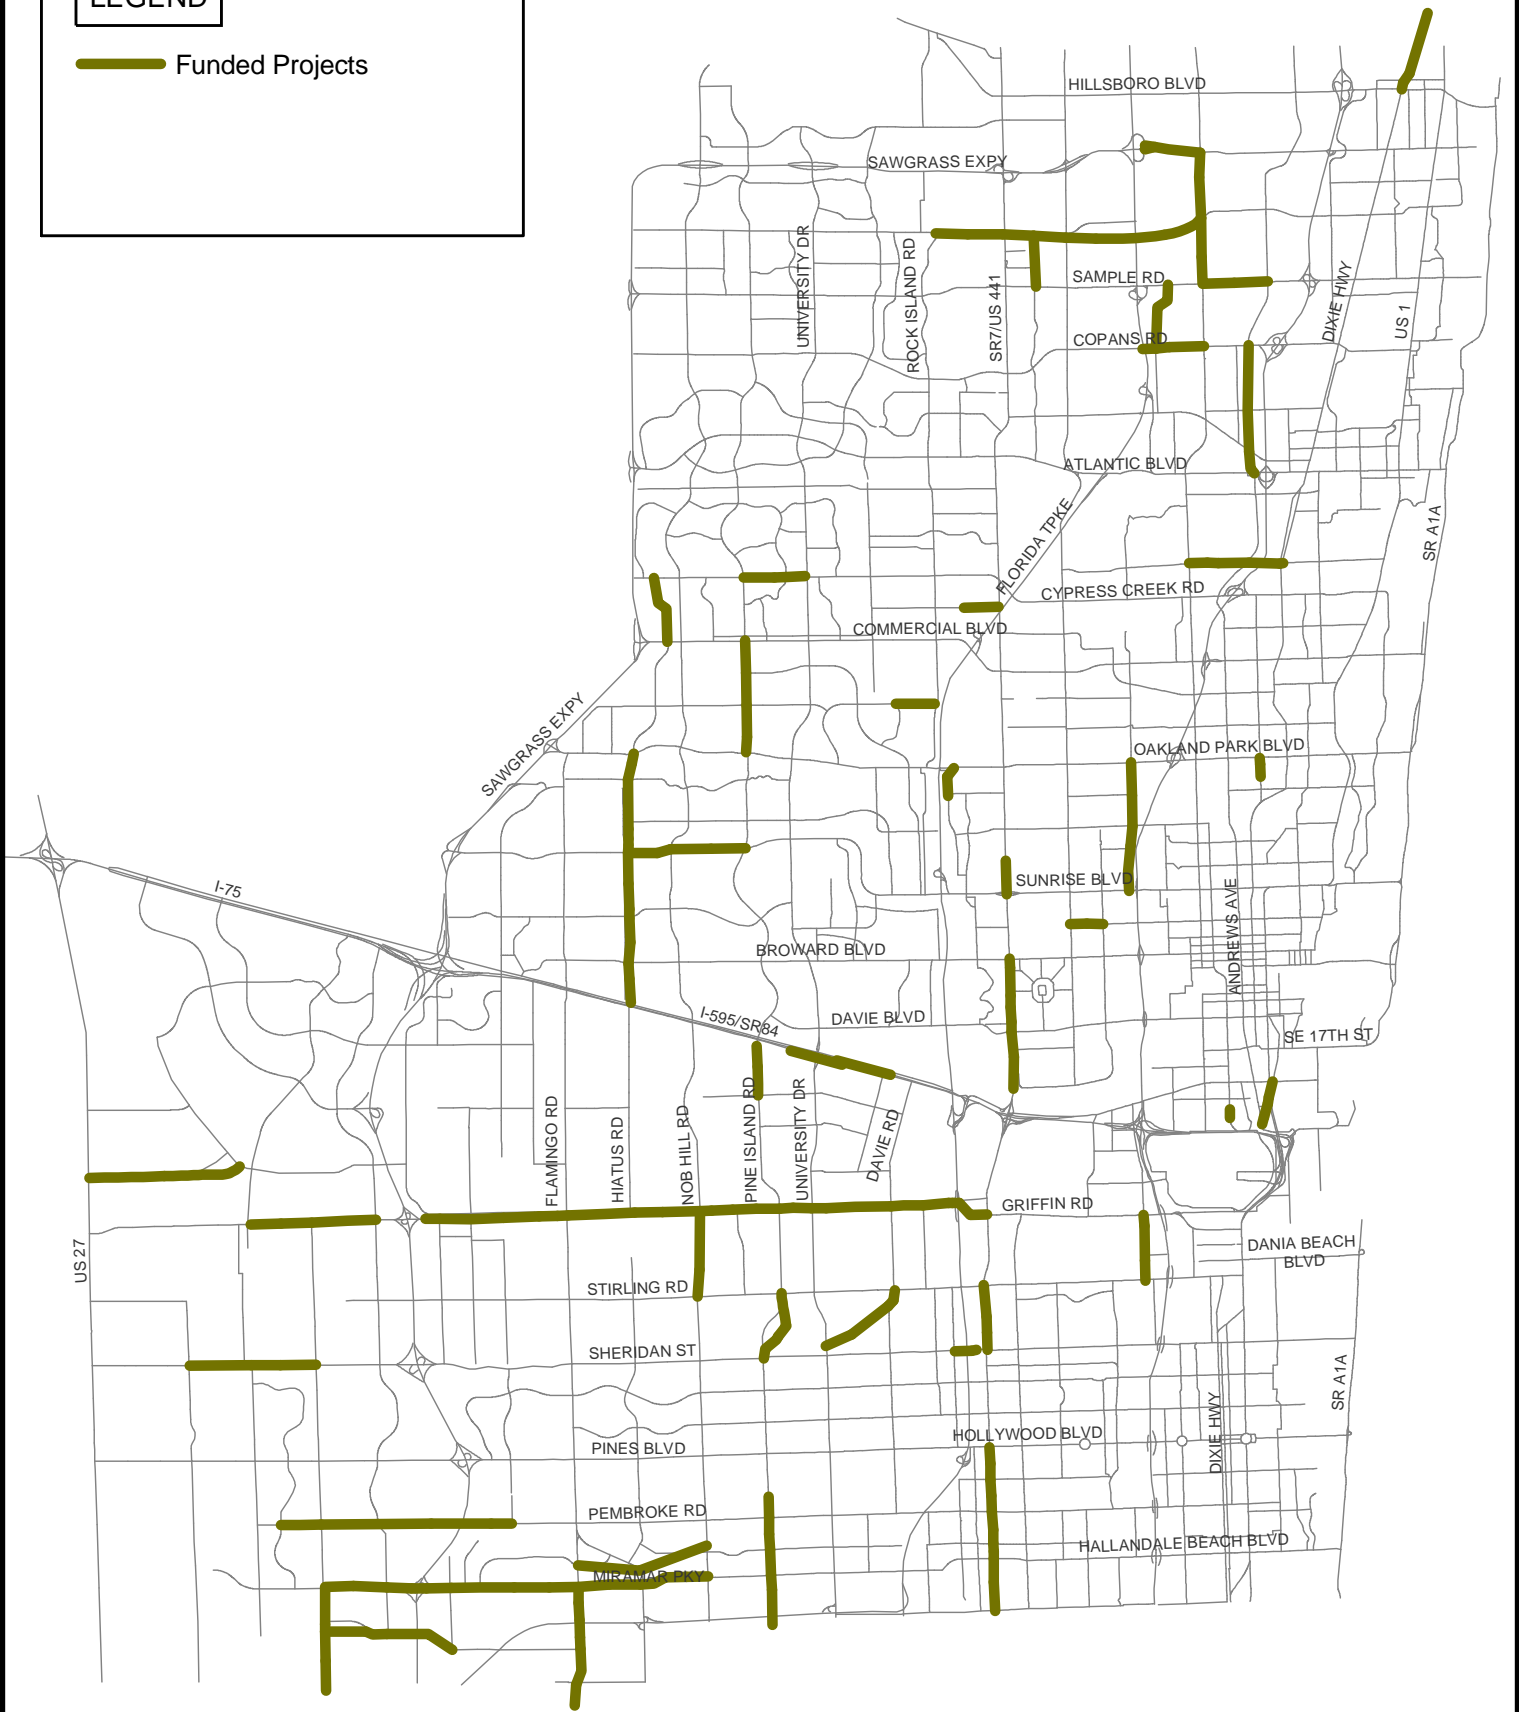 LEGEND
Funded Projects
HILLSBORO BLVD
SAWGRASS EXPY
UNIVERSITY DR
ROCK ISLAND RD
SR7/US 441
SAMPLE RD
DIXIE HWY
US 1
COPANS RD
ATLANTIC BLVD
SR A1A
FLORIDA TPKE
CYPRESS CREEK RD
COMMERCIAL BLVD
SAWGRASS EXPY
OAKLAND PARK BLVD
SUNRISE BLVD
I-75
ANDREWS AVE
BROWARD BLVD
I-595/SR84
DAVIE BLVD
SE 17TH ST
FLAMINGO RD
HIATUS RD
NOB HILL RD
PINE ISLAND RD
UNIVERSITY DR
DAVIE RD
GRIFFIN RD
US 27
DANIA BEACH
BLVD
STIRLING RD
SHERIDAN ST
SR A1A
DIXIE HWY
HOLLYWOOD BLVD
PINES BLVD
PEMBROKE RD
HALLANDALE BEACH BLVD
MIRAMAR PKY